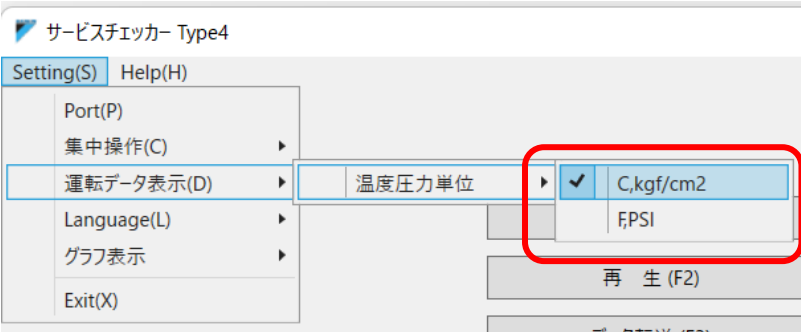 サービスチェッカー Type4
Setting(S) Help(H)
Port(P)
集中操作(C)
運転データ表示(D)
温度圧力単位
C,kgf/cm2
F,PSI
Language(L)
グラフ表示
再 生 (F2)
Exit(X)